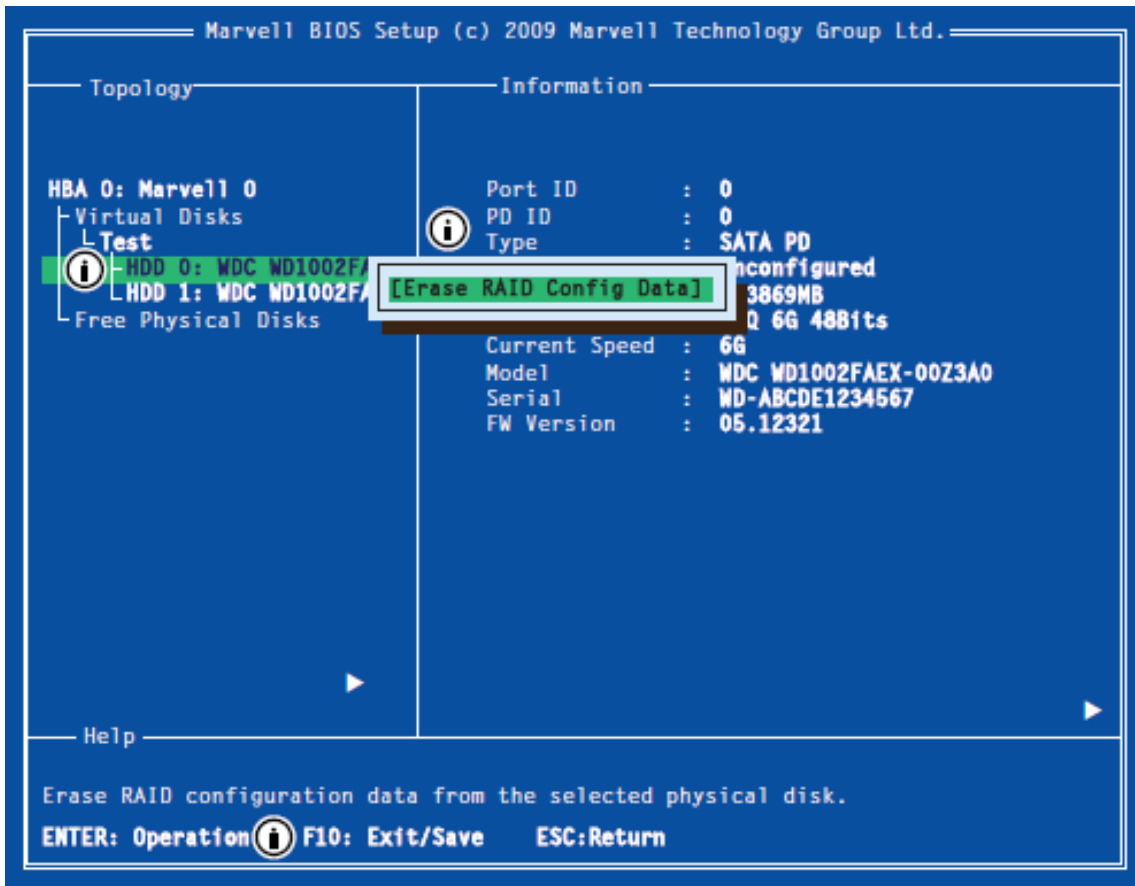 Marvell BIOS Setup (c) 2009 Marvell Technology Group Ltd.
Topology
HBA 0: Marvell 0
Virtual Disks
Test
HDD 0: WDC WD1002FA
HDD 1: WDC WD1002FA
Free Physical Disks
Information
Port ID : 0
PD ID : 0
Type : SATA PD
nconfigured
[Erase RAID Config Data]
3869MB
Q 6G 48Bits
Current Speed : 6G
Model : WDC WD1002FAEX-00Z3A0
Serial : WD-ABCDE1234567
FW Version : 05.12321
Help
Erase RAID configuration data from the selected physical disk.
ENTER: Operation F10: Exit/Save ESC:Return